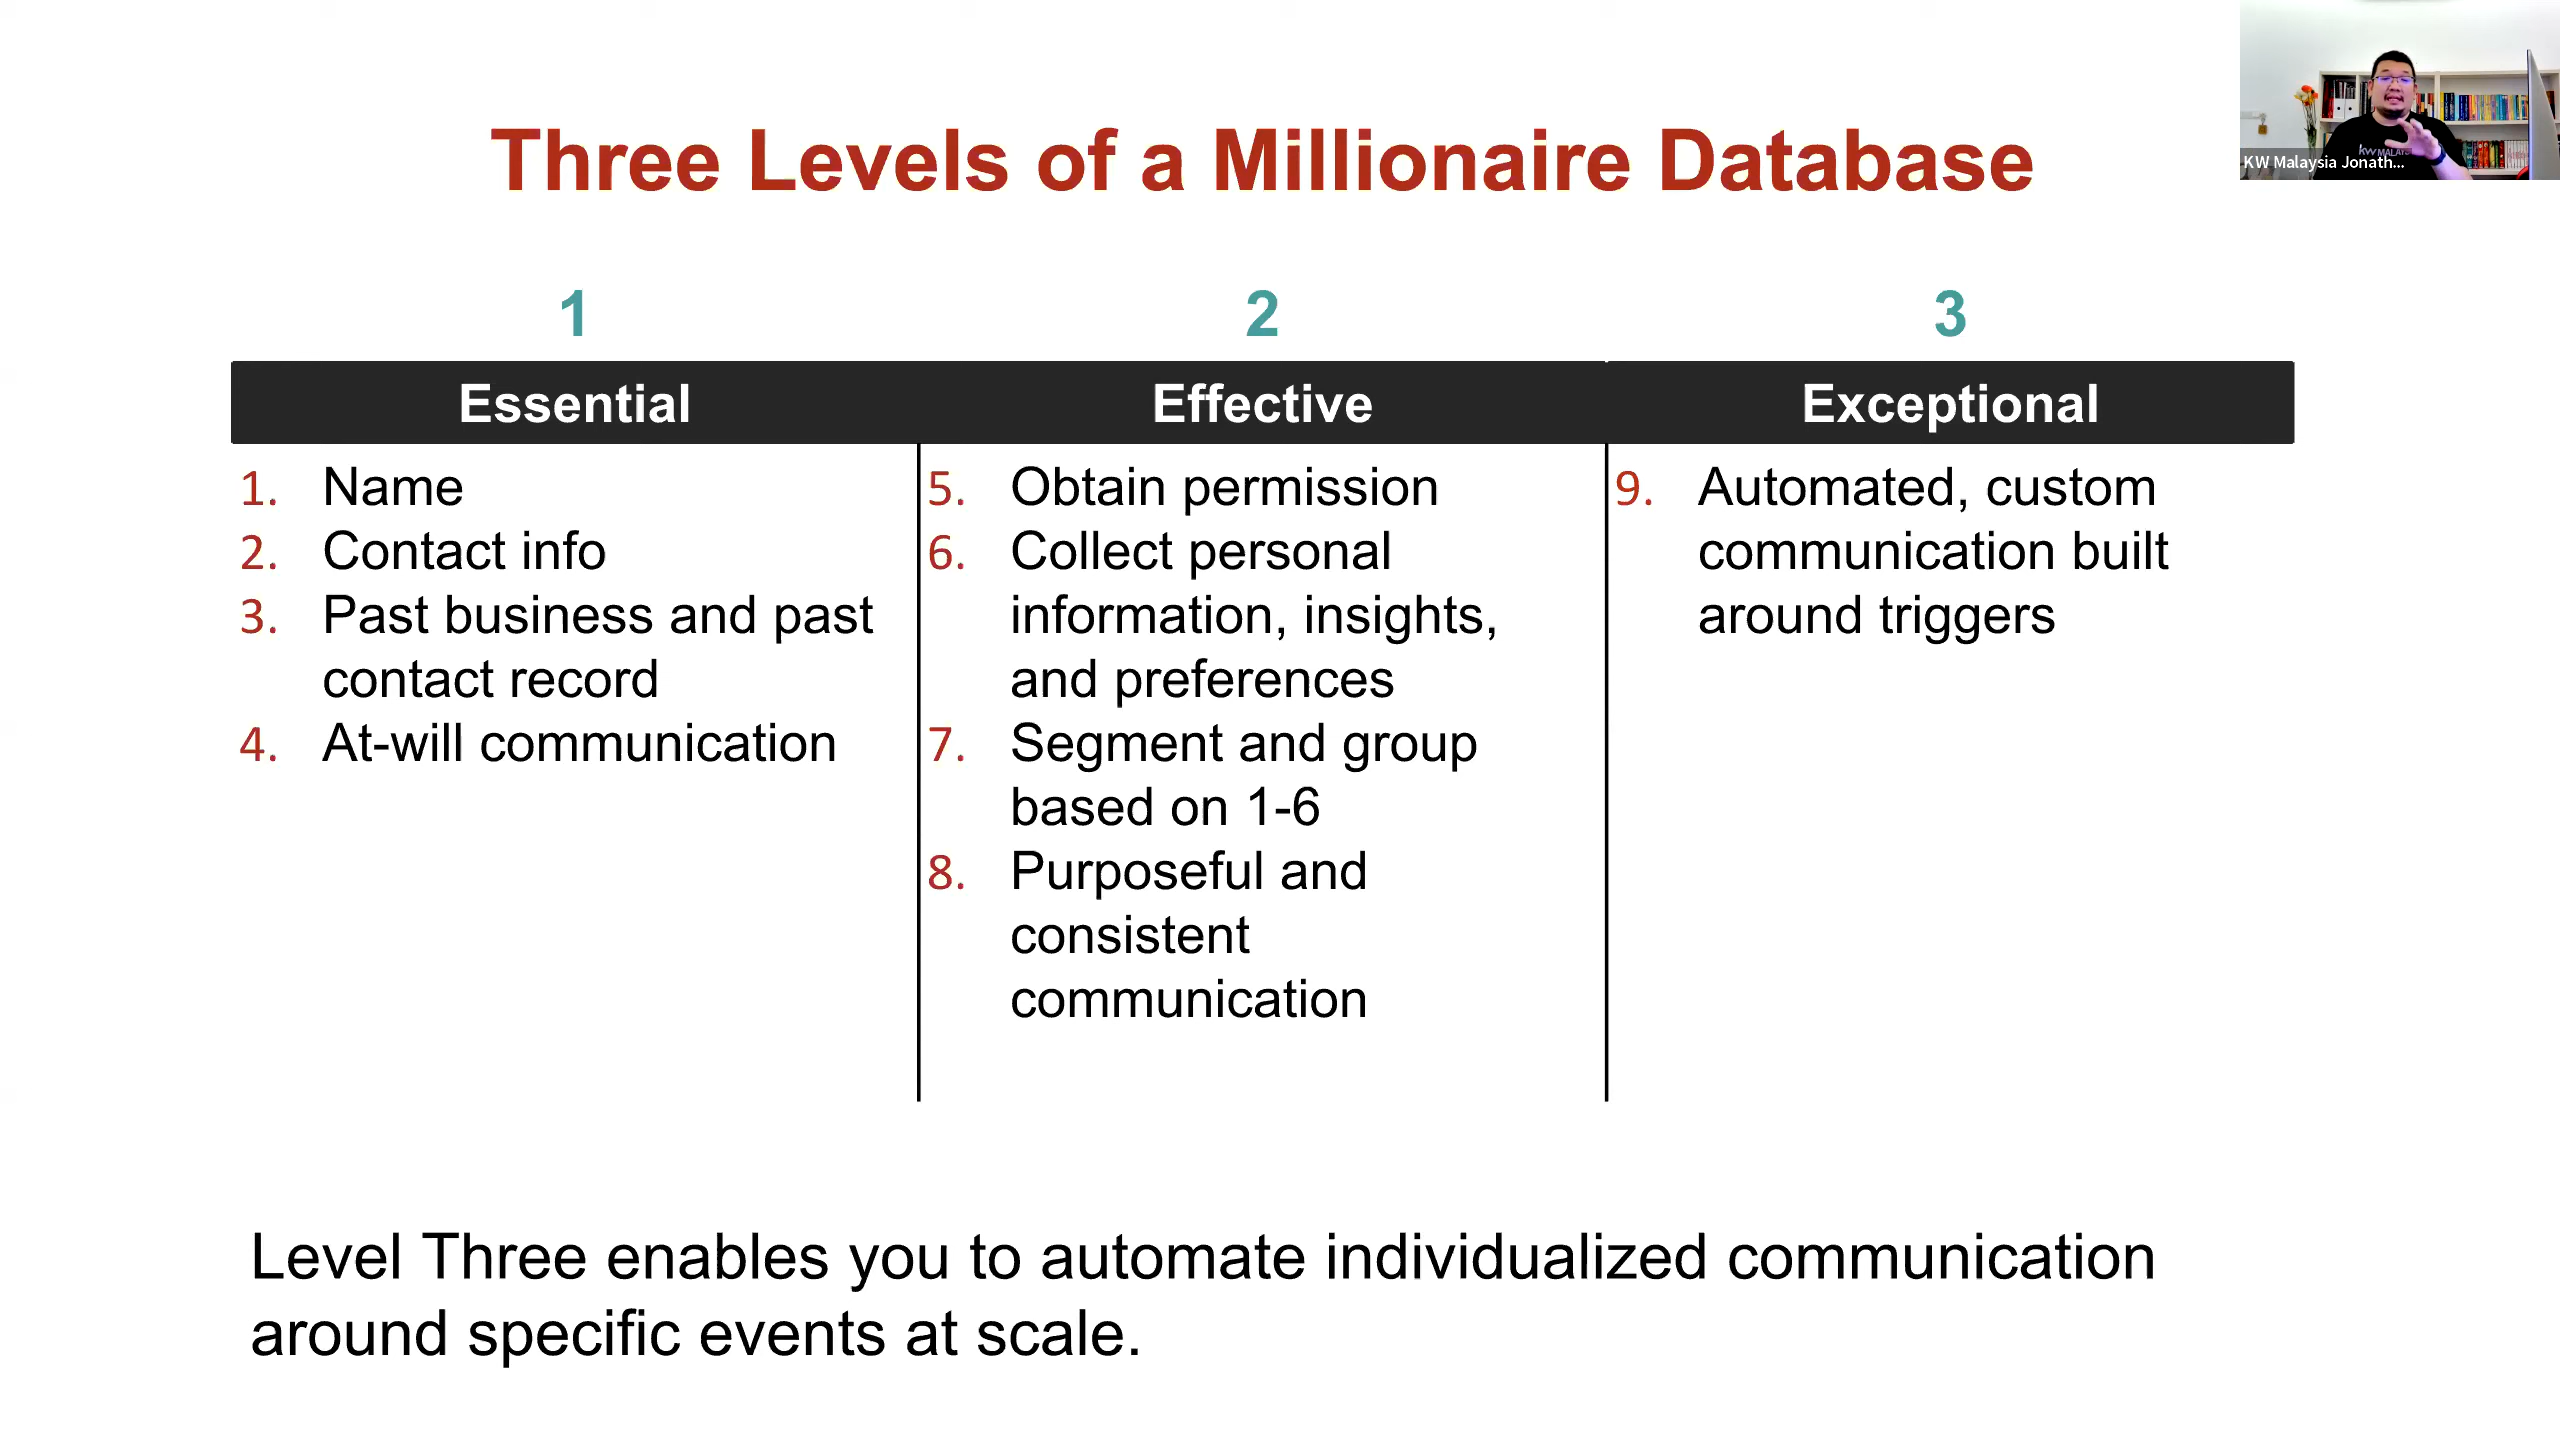 Three Levels of a Millionaire Database
KW Malaysia Jonath...
1
2
3
Essential
Effective
Exceptional
1. Name
2. Contact info
3. Past business and past
contact record
4. At-will communication
5. Obtain permission
6. Collect personal
information, insights,
and preferences
7. Segment and group
based on 1-6
8. Purposeful and
consistent
communication
9. Automated, custom
communication built
around triggers
Level Three enables you to automate individualized communication
around specific events at scale.